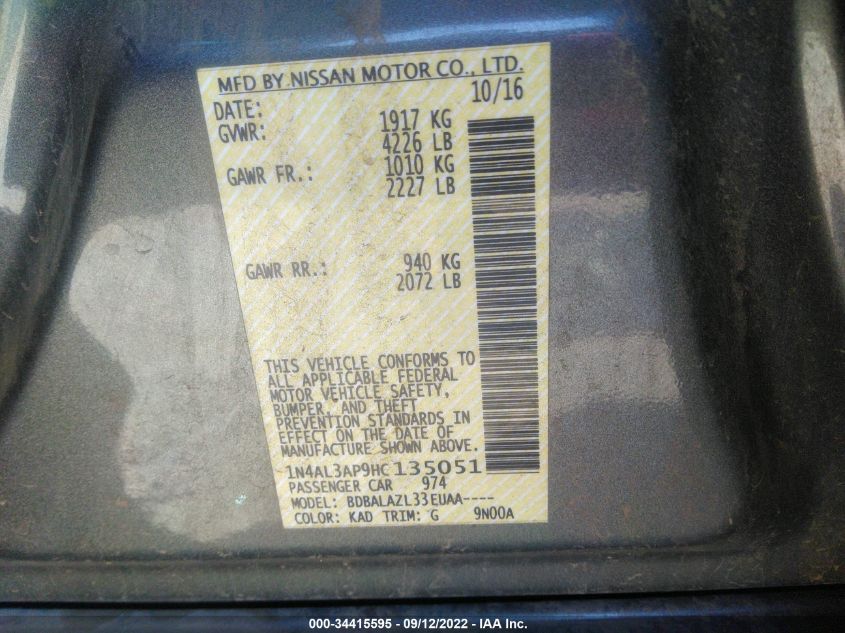 MFD BY NISSAN MOTOR CO., LTD.
DATE: 10/16
GVWR: 1917 KG
4226 LB
GAWR FR.: 1010 KG
2227 LB
GAWR RR.: 940 KG
2072 LB
THIS VEHICLE CONFORMS TO
ALL APPLICABLE FEDERAL
MOTOR VEHICLE SAFETY,
BUMPER, AND THEFT
PREVENTION STANDARDS IN
EFFECT ON THE DATE OF
MANUFACTURE SHOWN ABOVE.
1N4AL3AP9HC135051
PASSENGER CAR 974
MODEL: BDBALAZL33EUAA----
COLOR: KAD TRIM: G 9N00A
000-34415595 - 09/12/2022 - IAA Inc.